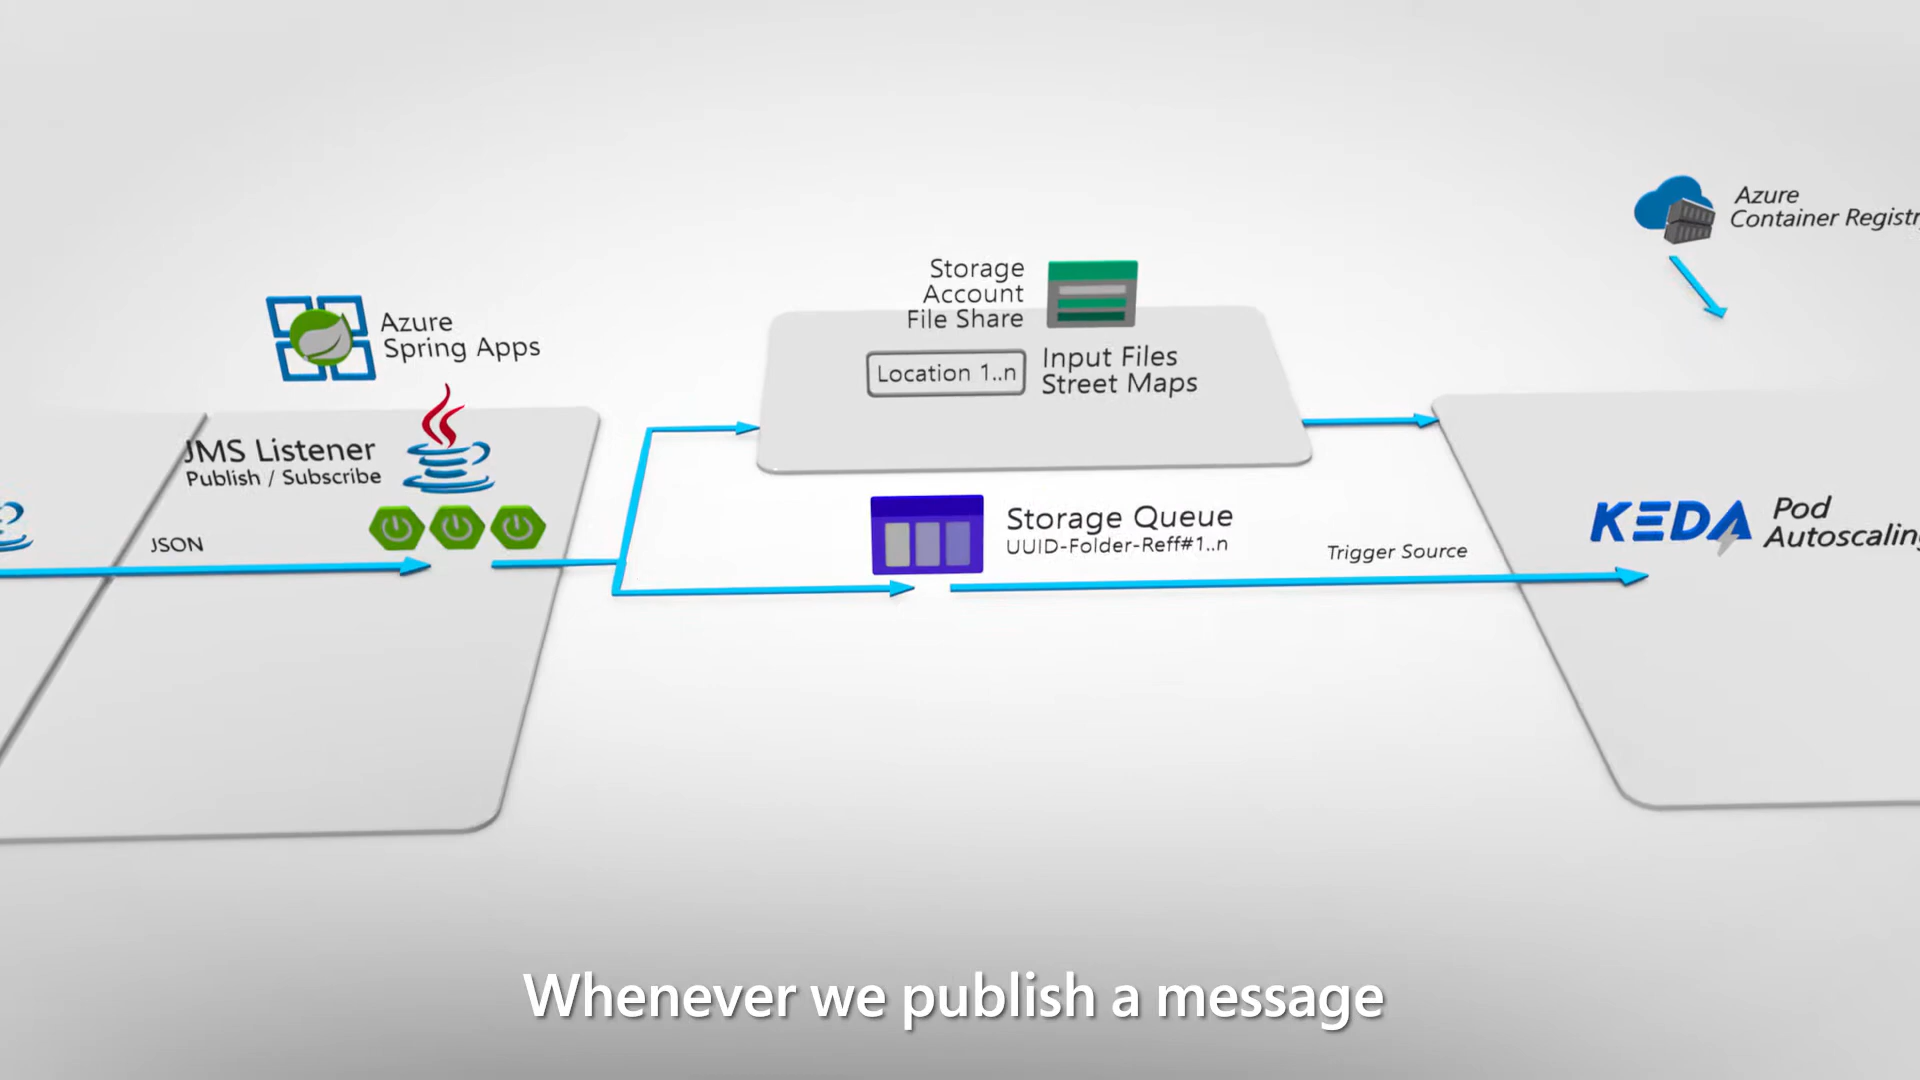 Azure
Spring Apps
JMS Listener
Publish / Subscribe
JSON
Storage
Account
File Share
Location 1..n
Input Files
Street Maps
Storage Queue
UUID-Folder-Reff#1..n
Trigger Source
Azure
Container Registr
KEDA
Pod
Autoscaling
Whenever we publish a message